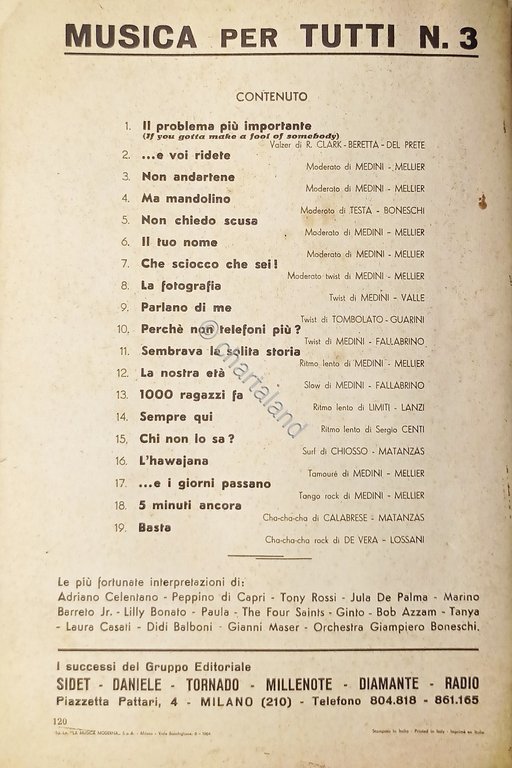 MUSICA PER TUTTI N. 3
CONTENUTO
1. Il problema più importante
(If you gotta make a fool of somebody)
Valzer di R. CLARK - BERETTA - DEL PRETE
2. ...e voi ridete
Moderato di MEDINI - MELLIER
3. Non andartene
Moderato di MEDINI - MELLIER
4. Ma mandolino
Moderato di TESTA - BONESCHI
5. Non chiedo scusa
Moderato di MEDINI - MELLIER
6. Il tuo nome
Moderato di MEDINI - MELLIER
7. Che sciocco che sei!
Moderato twist di MEDINI - MELLIER
8. La fotografia
Twist di MEDINI - VALLE
9. Parlano di me
Twist di TOMBOLATO - GUARINI
10. Perchè non telefoni più?
Twist di MEDINI - FALLABRINO
11. Sembrava la solita storia
Ritmo lento di MEDINI - MELLIER
12. La nostra età
Slow di MEDINI - FALLABRINO
13. 1000 ragazzi fa
Ritmo lento di LIMITI - LANZI
14. Sempre qui
Ritmo lento di Sergio CENTI
15. Chi non lo sa?
Surf di CHIOSSO - MATANZAS
16. L'hawajana
Tamouré di MEDINI - MELLIER
17. ...e i giorni passano
Tango rock di MEDINI - MELLIER
18. 5 minuti ancora
Cha-cha-cha di CALABRESE - MATANZAS
19. Basta
Cha-cha-cha rock di DE VERA - LOSSANI
© chartaland
Le più fortunate interpretazioni di:
Adriano Celentano - Peppino di Capri - Tony Rossi - Jula De Palma - Marino
Barreto Jr. - Lilly Bonato - Paula - The Four Saints - Ginto - Bob Azzam - Tanya
- Laura Casati - Didi Balboni - Gianni Maser - Orchestra Giampiero Boneschi.
I successi del Gruppo Editoriale
SIDET - DANIELE - TORNADO - MILLENOTE - DIAMANTE - RADIO
Piazzetta Pattari, 4 - MILANO (210) - Telefono 804.818 - 861.165
120
"LA MUSICA MODERNA" S.p.A. - Milano - Viale 8 - 1964
Stampato in Italia - Printed in Italy - Imprimé en Italie